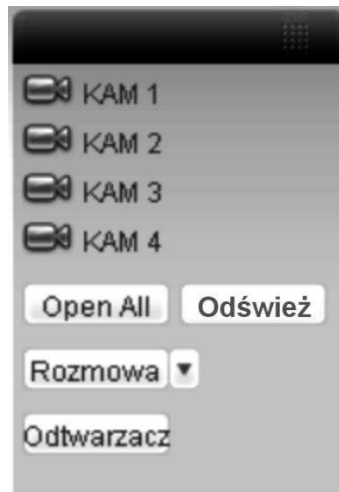 KAM 1
KAM 2
KAM 3
KAM 4
Open All Odśwież
Rozmowa
Odtwarzacz